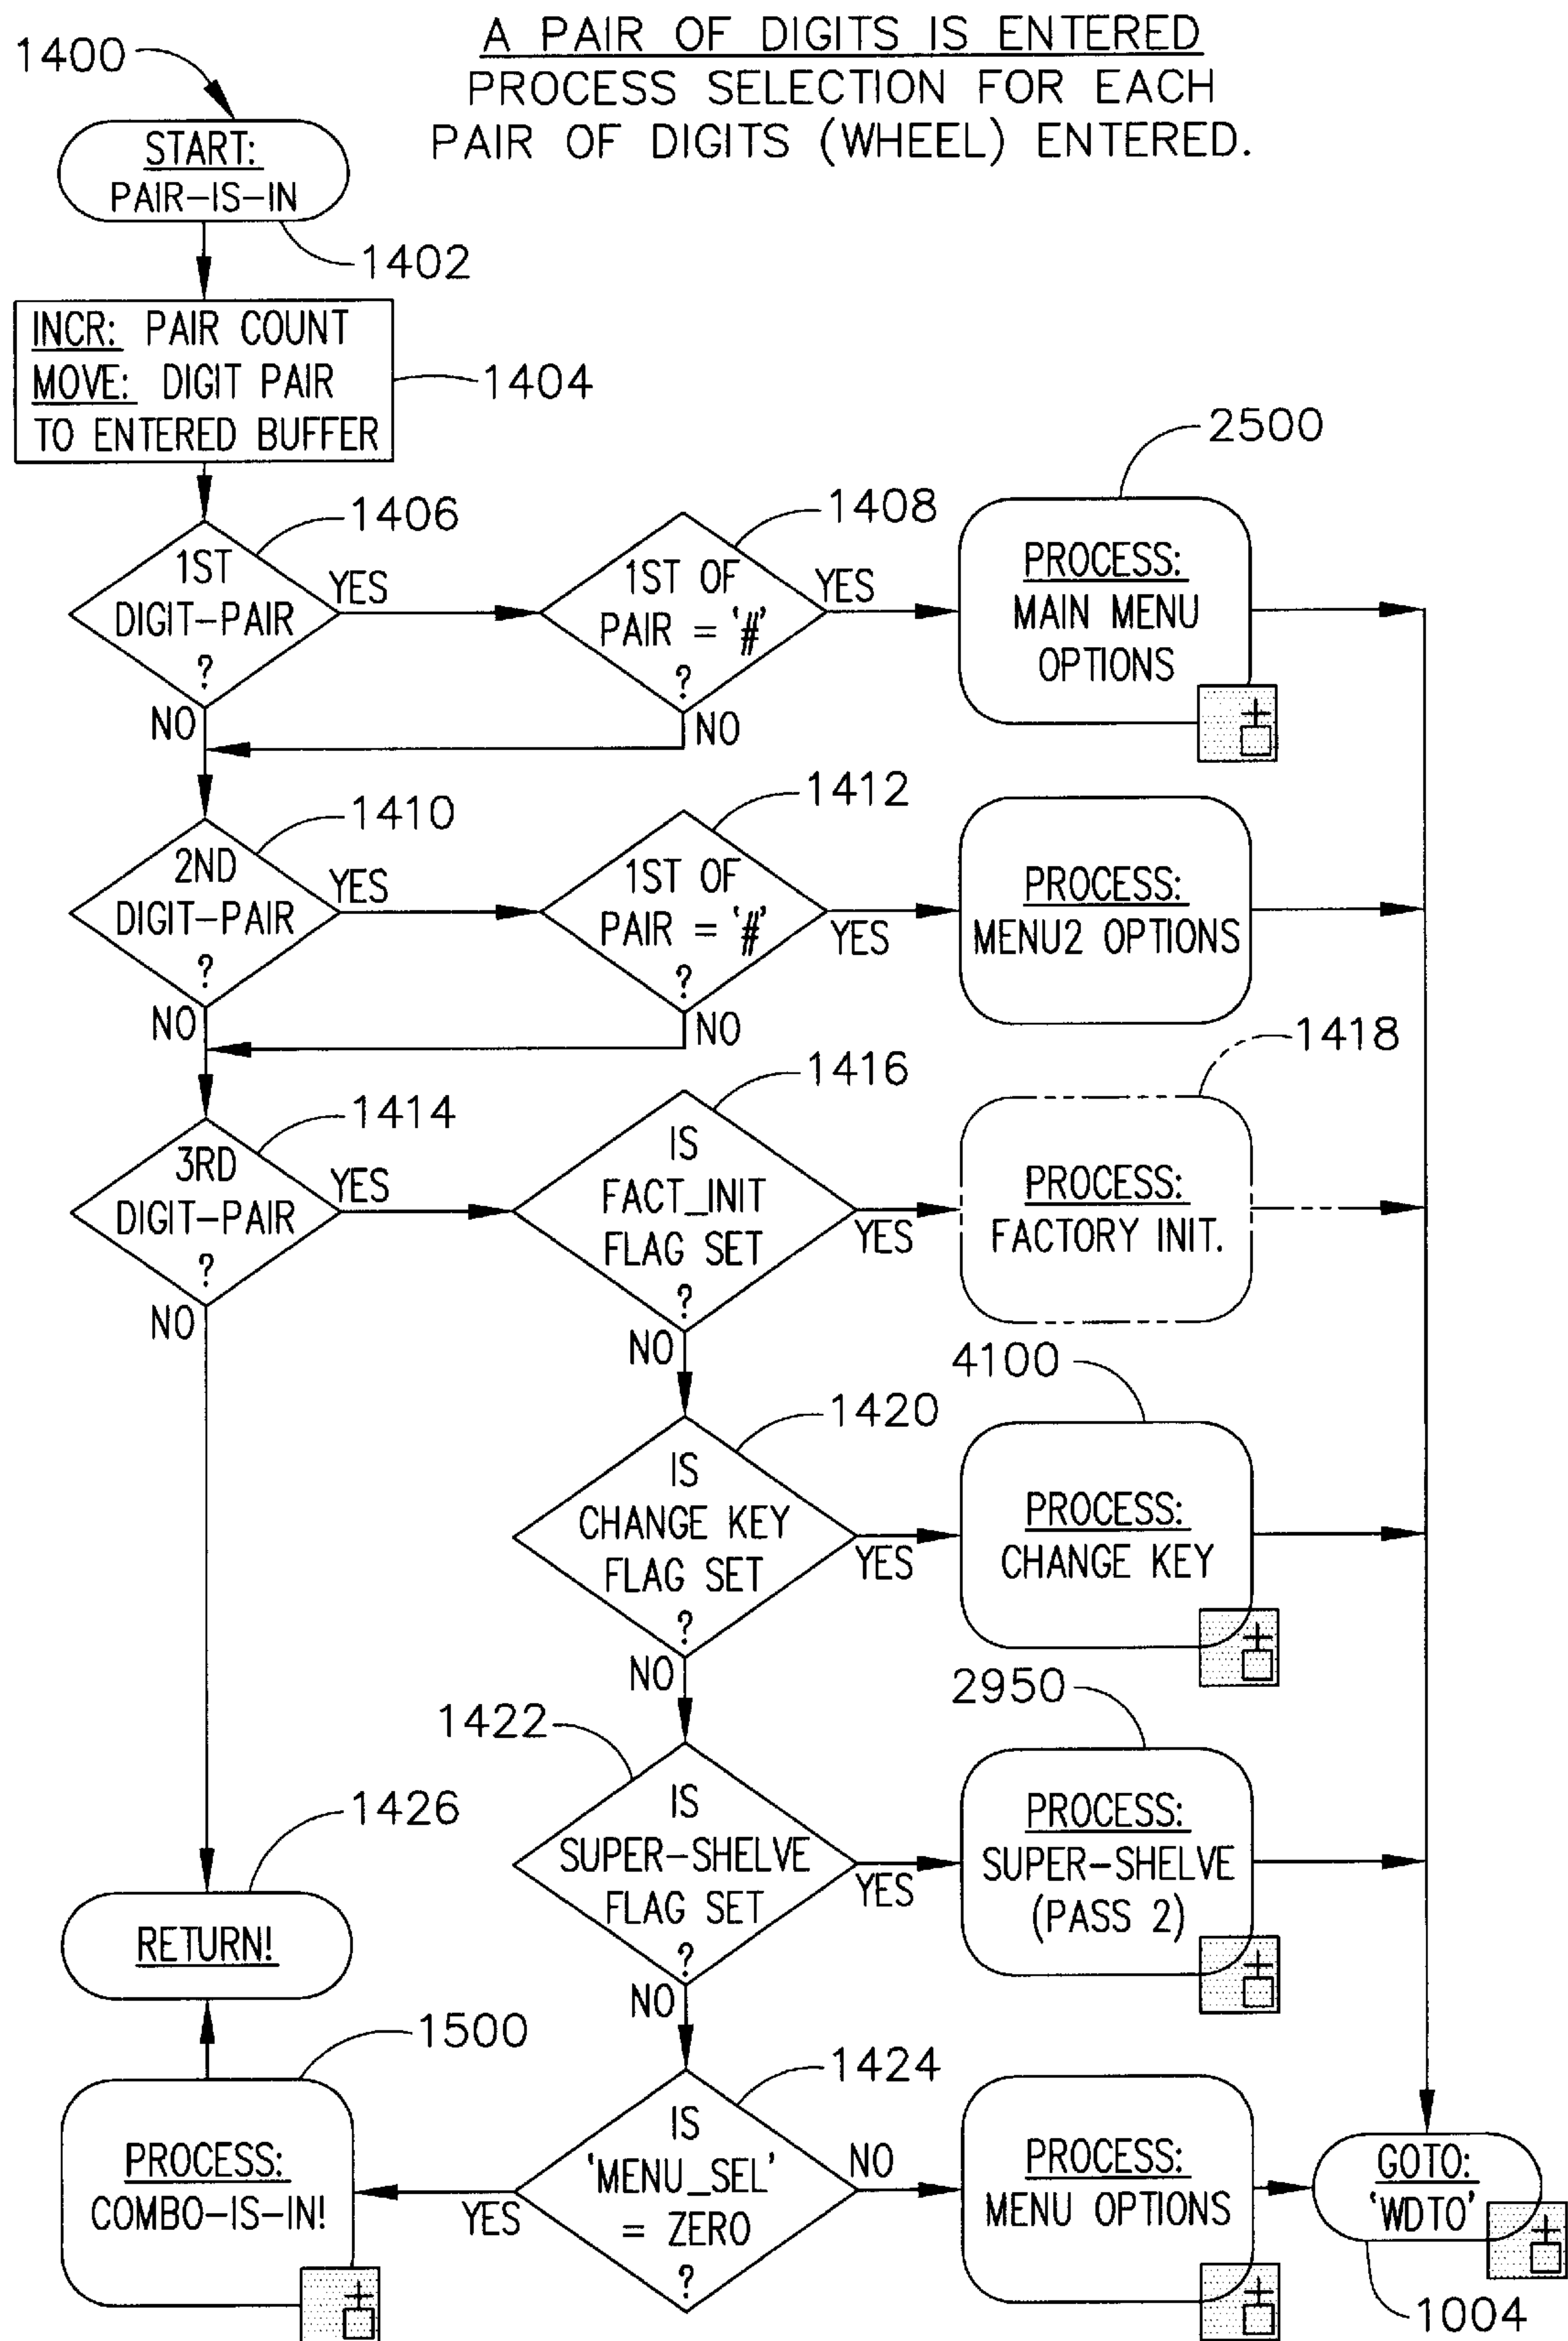 A PAIR OF DIGITS IS ENTERED
PROCESS SELECTION FOR EACH
PAIR OF DIGITS (WHEEL) ENTERED.
1400
START:
PAIR-IS-IN
1402
INCR: PAIR COUNT
MOVE: DIGIT PAIR
TO ENTERED BUFFER
1404
1406
1ST
DIGIT-PAIR
?
YES
NO
1408
1ST OF
PAIR = '#'
?
YES
NO
2500
PROCESS:
MAIN MENU
OPTIONS
1410
2ND
DIGIT-PAIR
?
YES
NO
1412
1ST OF
PAIR = '#'
?
YES
NO
PROCESS:
MENU2 OPTIONS
1414
3RD
DIGIT-PAIR
?
YES
NO
1416
IS
FACT_INIT
FLAG SET
?
YES
NO
1418
PROCESS:
FACTORY INIT.
1420
IS
CHANGE KEY
FLAG SET
?
YES
NO
4100
PROCESS:
CHANGE KEY
1422
IS
SUPER-SHELVE
FLAG SET
?
YES
NO
2950
PROCESS:
SUPER-SHELVE
(PASS 2)
1426
RETURN!
1500
PROCESS:
COMBO-IS-IN!
1424
IS
'MENU_SEL'
= ZERO
?
YES
NO
PROCESS:
MENU OPTIONS
GOTO:
'WDTO'
1004